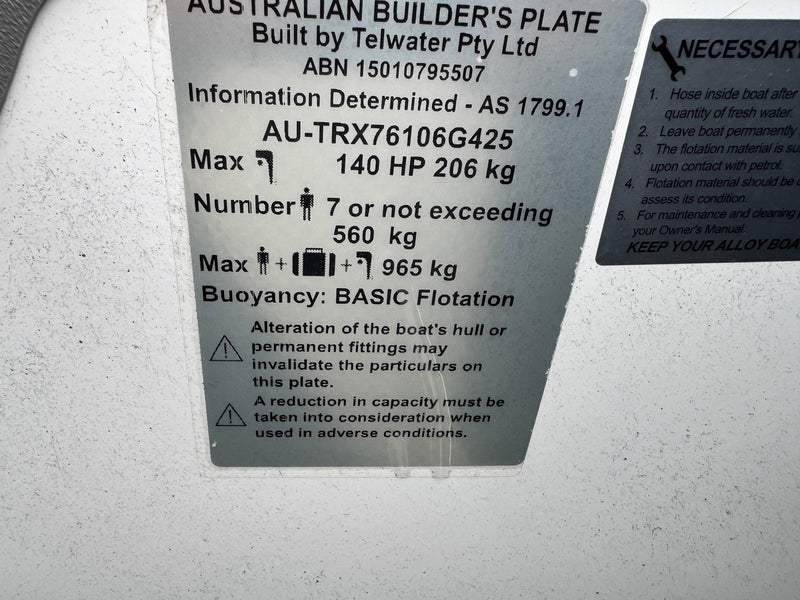 AUSTRALIAN BUILDER'S PLATE
Built by Telwater Pty Ltd
ABN 15010795507
Information Determined - AS 1799.1
AU-TRX76106G425
Max 140 HP 206 kg
Number 7 or not exceeding
560 kg
Max + + 965 kg
Buoyancy: BASIC Flotation
Alteration of the boat's hull or
permanent fittings may
invalidate the particulars on
this plate.
A reduction in capacity must be
taken into consideration when
used in adverse conditions.
NECESSARY
1. Hose inside boat after
quantity of fresh water.
2. Leave boat permanently
3. The flotation material is
upon contact with petrol.
4. Flotation material should be
assess its condition.
5. For maintenance and cleaning
your Owner's Manual.
KEEP YOUR ALLOY